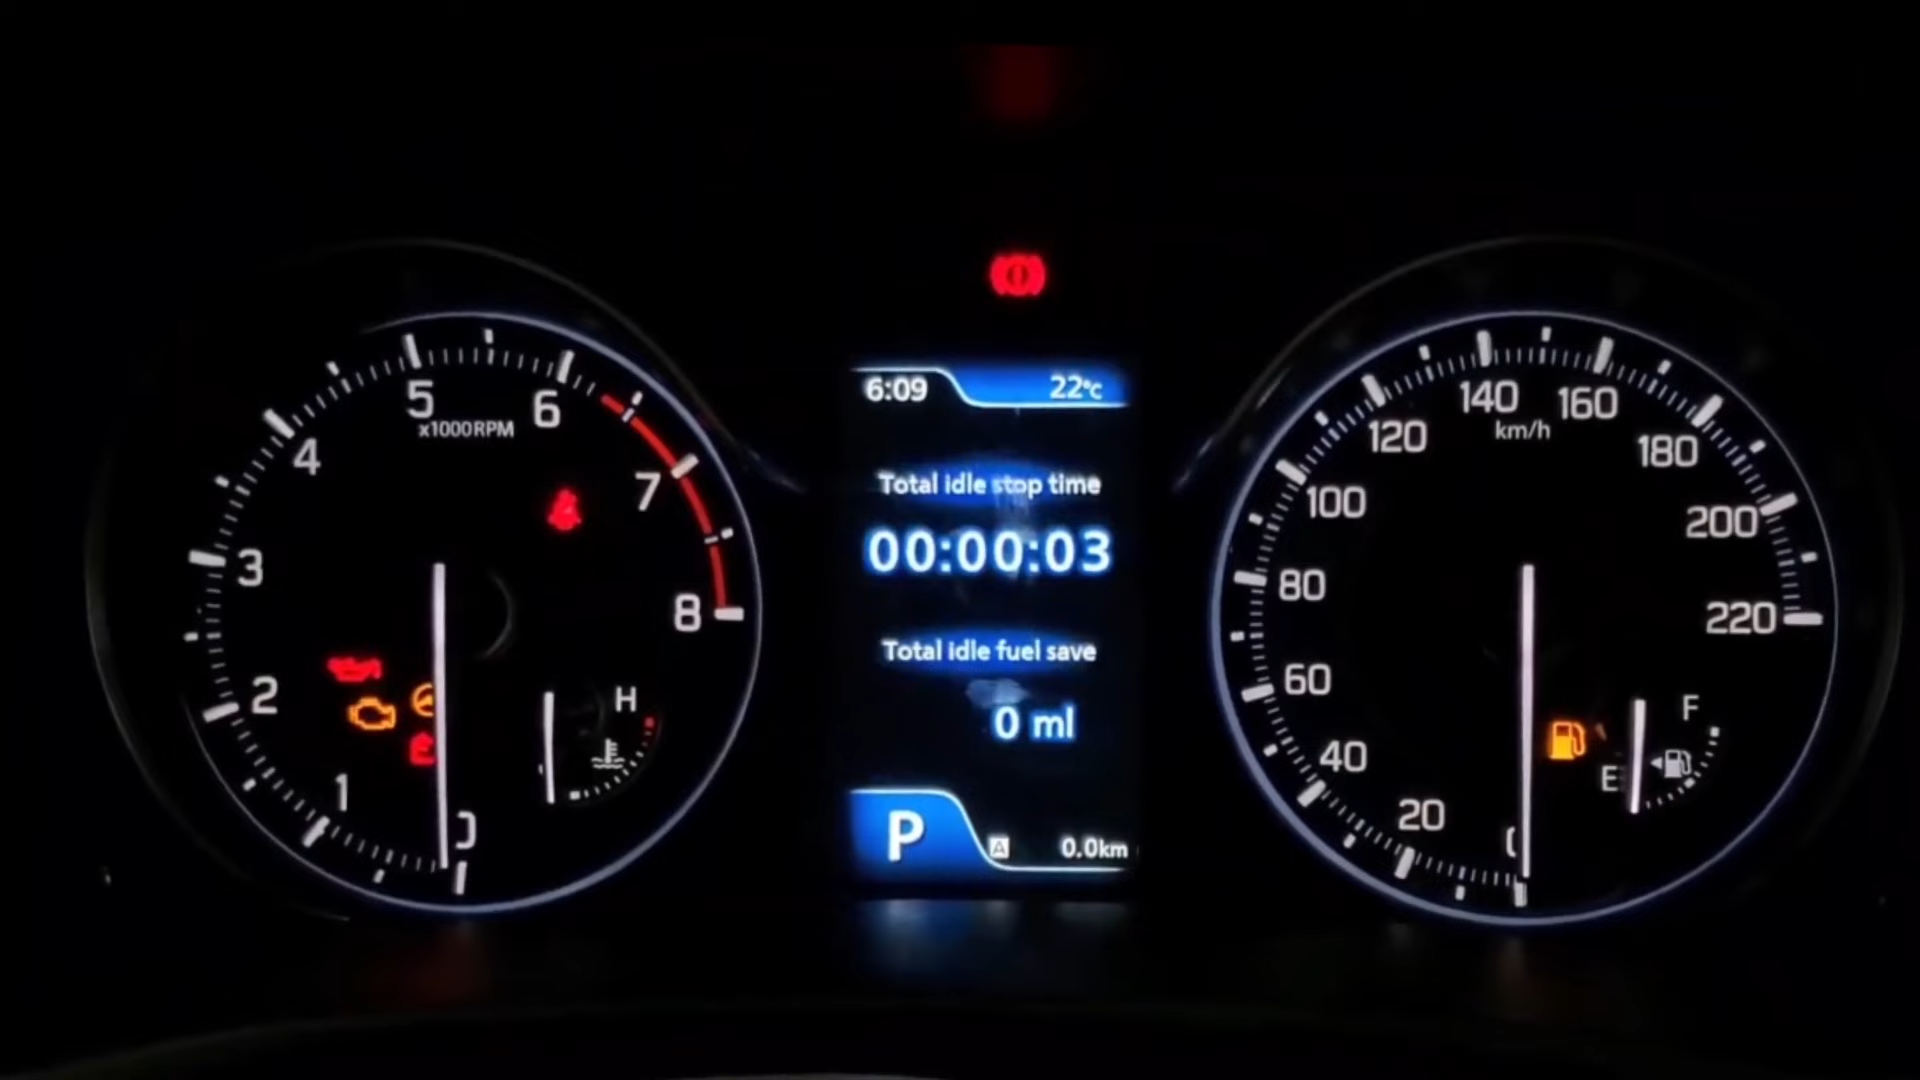 6:09 22°C
Total idle stop time
00:00:03
Total idle fuel save
0 ml
P A 0.0km
1
2
3
4
5
6
7
8
x1000RPM
H
20
40
60
80
100
120
140
160
180
200
220
km/h
F
E